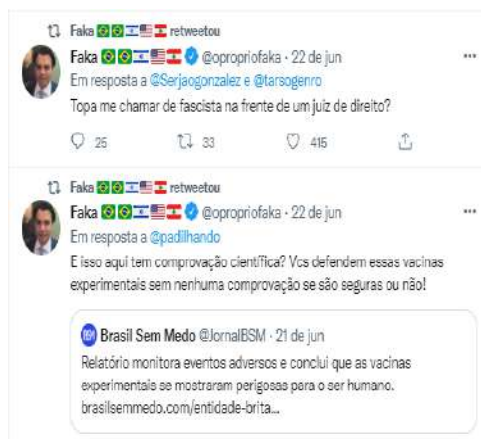 Faka retweetou
Faka @opropriofaka · 22 de jun
Em resposta a @Serjaogonzalez e @tarsogenro
Topa me chamar de fascista na frente de um juiz de direito?
25 33 415
Faka retweetou
Faka @opropriofaka · 22 de jun
Em resposta a @padilhando
E isso aqui tem comprovação científica? Vcs defendem essas vacinas
experimentais sem nenhuma comprovação se são seguras ou não!
Brasil Sem Medo @JornalBSM · 21 de jun
Relatório monitora eventos adversos e conclui que as vacinas
experimentais se mostraram perigosas para o ser humano.
brasilsemmedo.com/entidade-brita...